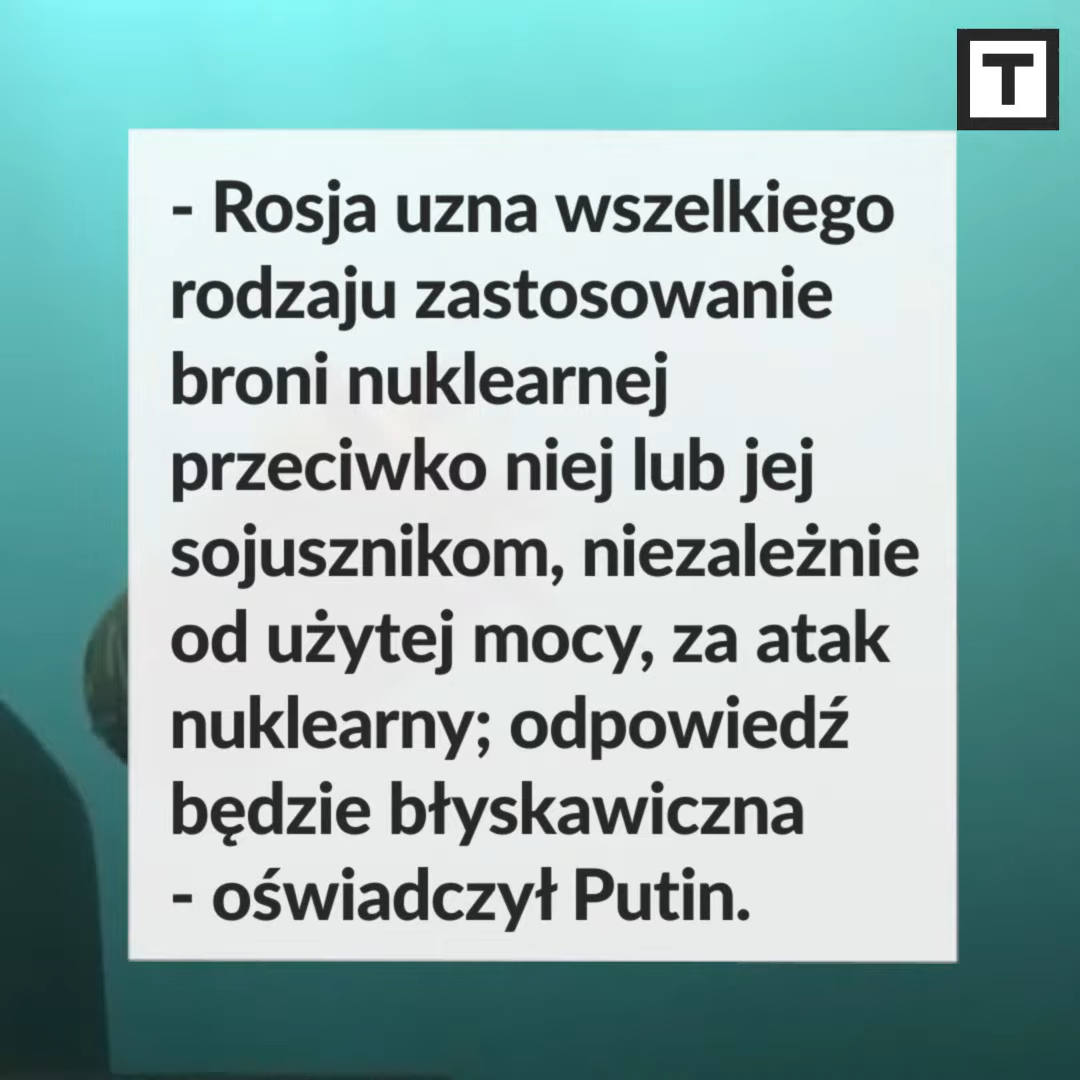 T
- Rosja uzna wszelkiego
rodzaju zastosowanie
broni nuklearnej
przeciwko niej lub jej
sojusznikom, niezależnie
od użytej mocy, za atak
nuklearny; odpowiedź
będzie błyskawiczna
- oświadczył Putin.